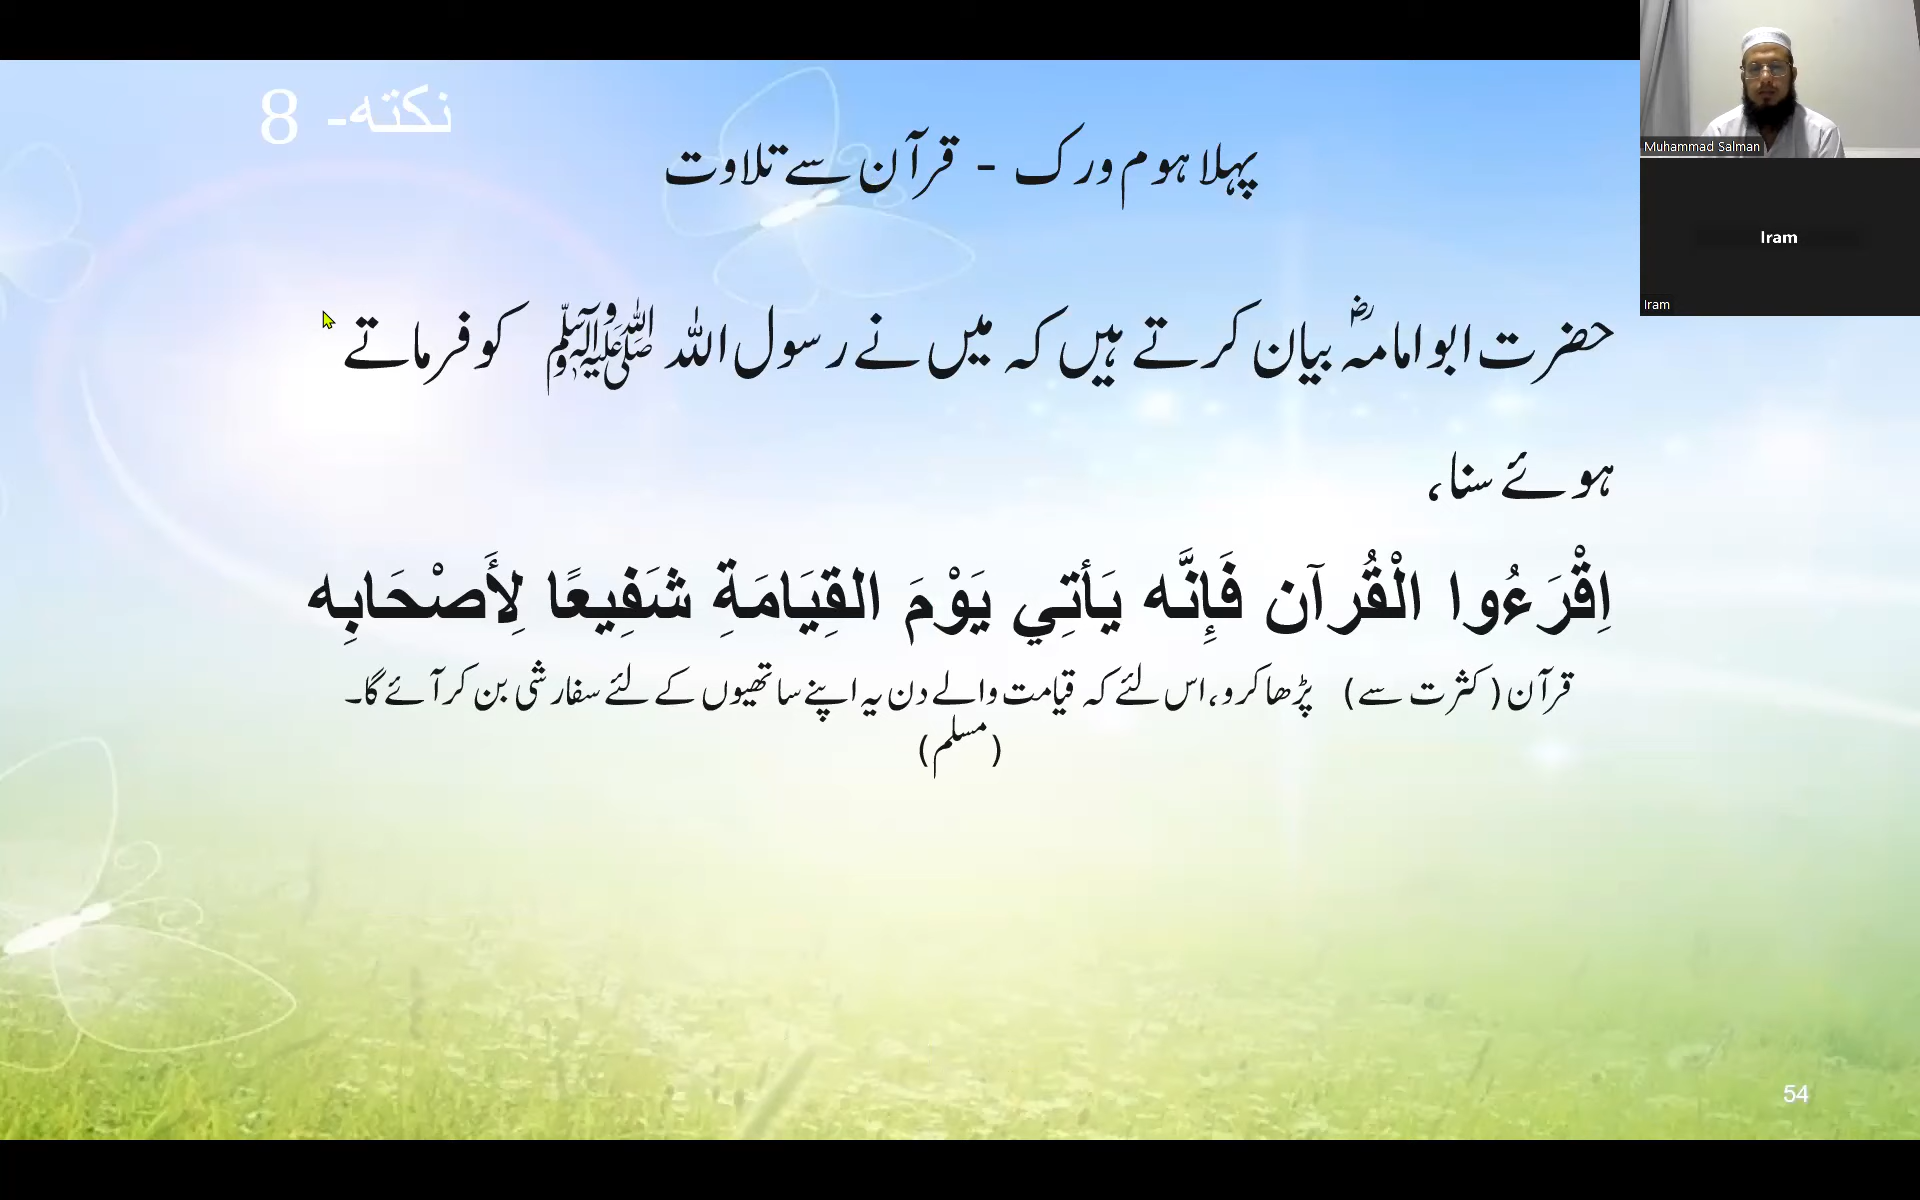 نکتہ- 8
پہلا ہوم ورک - قرآن سے تلاوت
حضرت ابوامامہؓ بیان کرتے ہیں کہ میں نے رسول اللہ ﷺ کو فرماتے
ہوئے سنا،
اِقْرَءُوا الْقُرآن فَإِنَّه يَأتِي يَوْمَ القِيَامَةِ شَفِيعًا لِأَصْحَابِه
قرآن (کثرت سے) پڑھا کرو، اس لئے کہ قیامت والے دن یہ اپنے ساتھیوں کے لئے سفارشی بن کر آئے گا۔
(مسلم)
54
Muhammad Salman
Iram
Iram